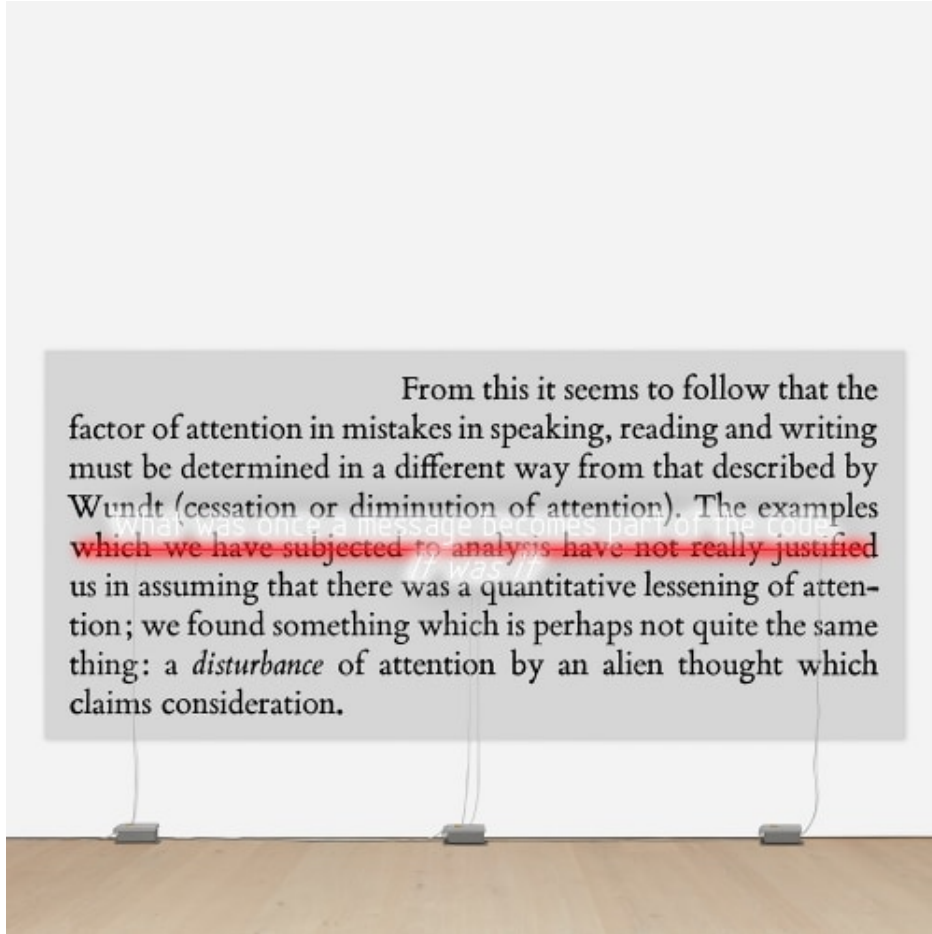 From this it seems to follow that the
factor of attention in mistakes in speaking, reading and writing
must be determined in a different way from that described by
Wundt (cessation or diminution of attention). The examples
What was once a message becomes part of the code
which we have subjected to analysis have not really justified
It was it
us in assuming that there was a quantitative lessening of atten-
tion; we found something which is perhaps not quite the same
thing: a disturbance of attention by an alien thought which
claims consideration.